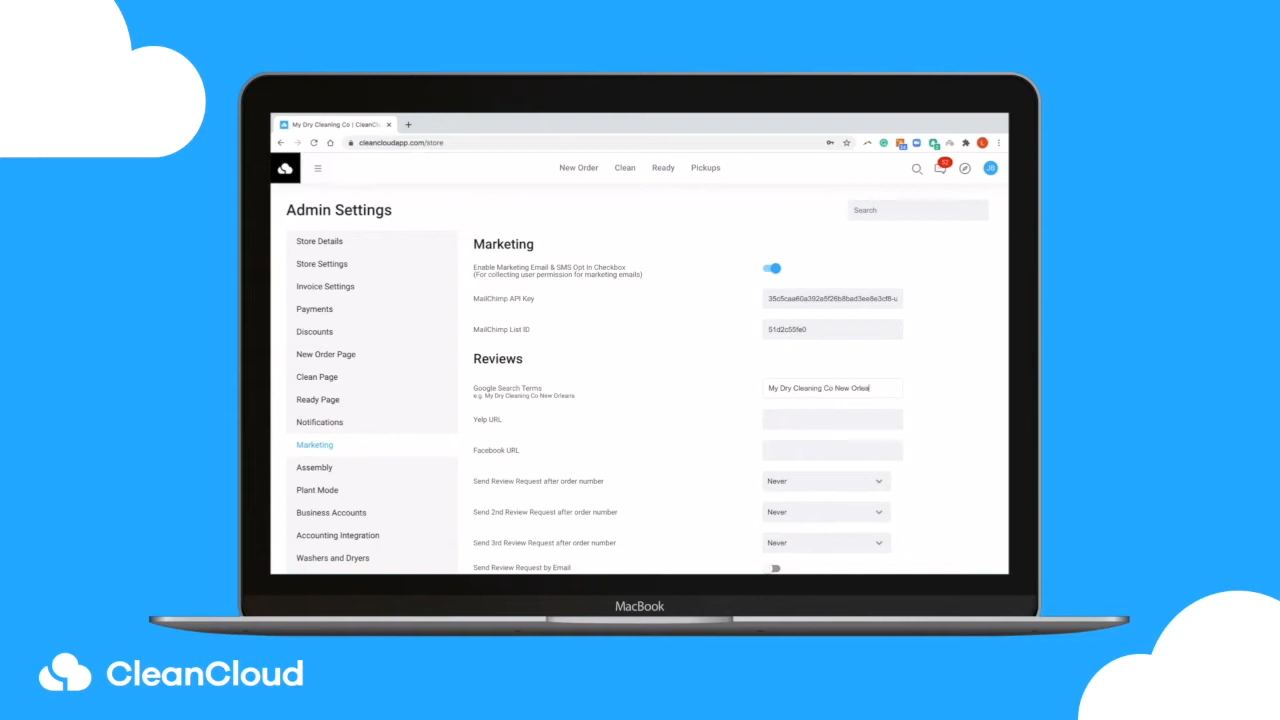 My Dry Cleaning Co | CleanClo
cleancloudapp.com/store
New Order
Clean
Ready
Pickups
52
JB
Admin Settings
Search
Store Details
Store Settings
Invoice Settings
Payments
Discounts
New Order Page
Clean Page
Ready Page
Notifications
Marketing
Assembly
Plant Mode
Business Accounts
Accounting Integration
Washers and Dryers
Marketing
Enable Marketing Email & SMS Opt In Checkbox
(For collecting user permission for marketing emails)
MailChimp API Key
35c5caa60a392a5f26b8bad3ee8e3cf6-u
MailChimp List ID
51d2c55fe0
Reviews
Google Search Terms
e.g. My Dry Cleaning Co New Orleans
My Dry Cleaning Co New Orlea
Yelp URL
Facebook URL
Send Review Request after order number
Never
Send 2nd Review Request after order number
Never
Send 3rd Review Request after order number
Never
Send Review Request by Email
MacBook
CleanCloud